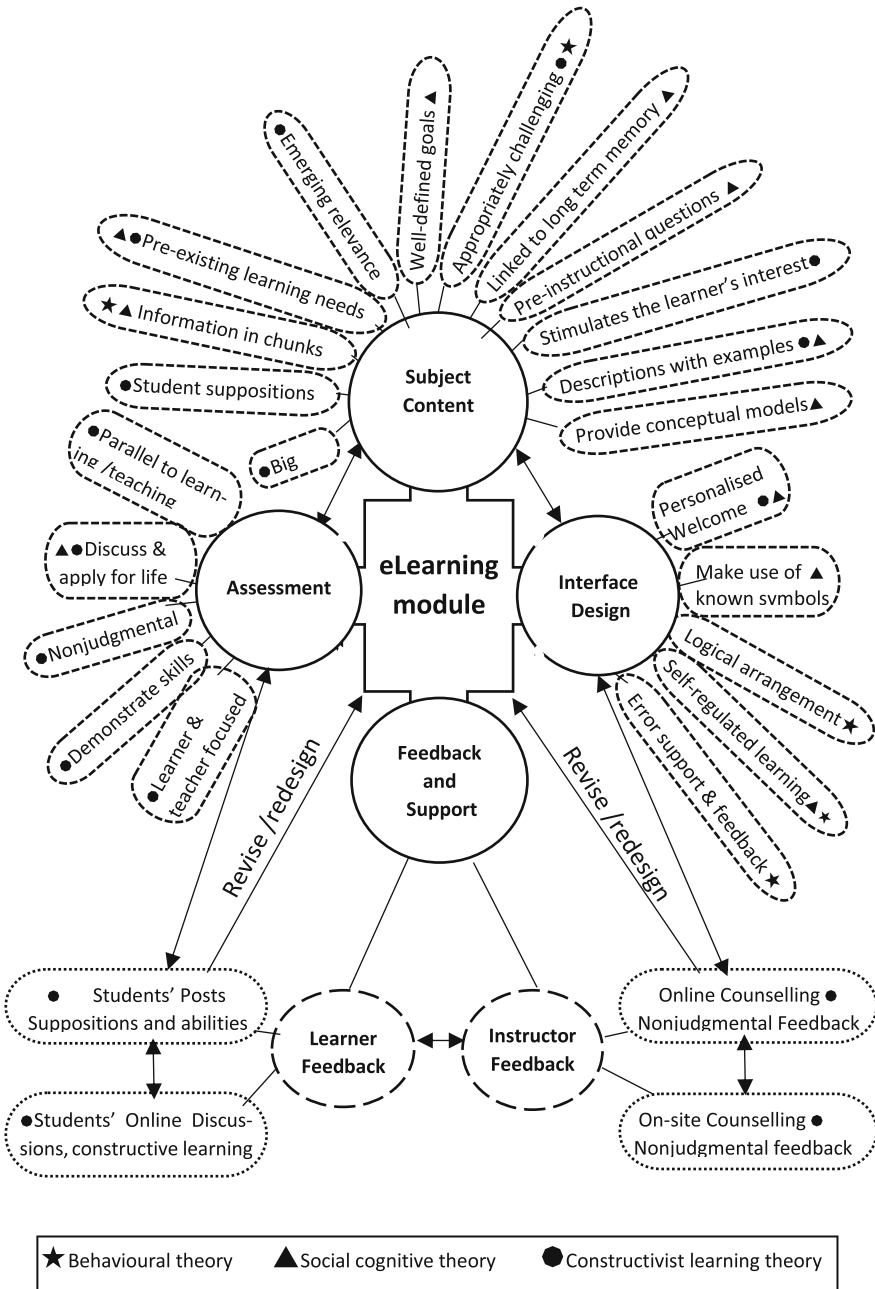 Appropriately challenging
Well-defined goals
Linked to long term memory
Emerging relevance
Pre-instructional questions
Pre-existing learning needs
Stimulates the learner's interest
Information in chunks
Descriptions with examples
Student suppositions
Provide conceptual models
Big
Subject
Content
Parallel to learn-
ing /teaching
Discuss &
apply for life
Nonjudgmental
Demonstrate skills
Learner &
teacher focused
Assessment
eLearning
module
Interface
Design
Personalised
Welcome
Make use of
known symbols
Logical arrangement
Self-regulated learning
Error support & feedback
Feedback
and
Support
Revise /redesign
Revise /redesign
Students' Posts
Suppositions and abilities
Students' Online Discus-
sions, constructive learning
Learner
Feedback
Instructor
Feedback
Online Counselling
Nonjudgmental Feedback
On-site Counselling
Nonjudgmental feedback
Behavioural theory
Social cognitive theory
Constructivist learning theory